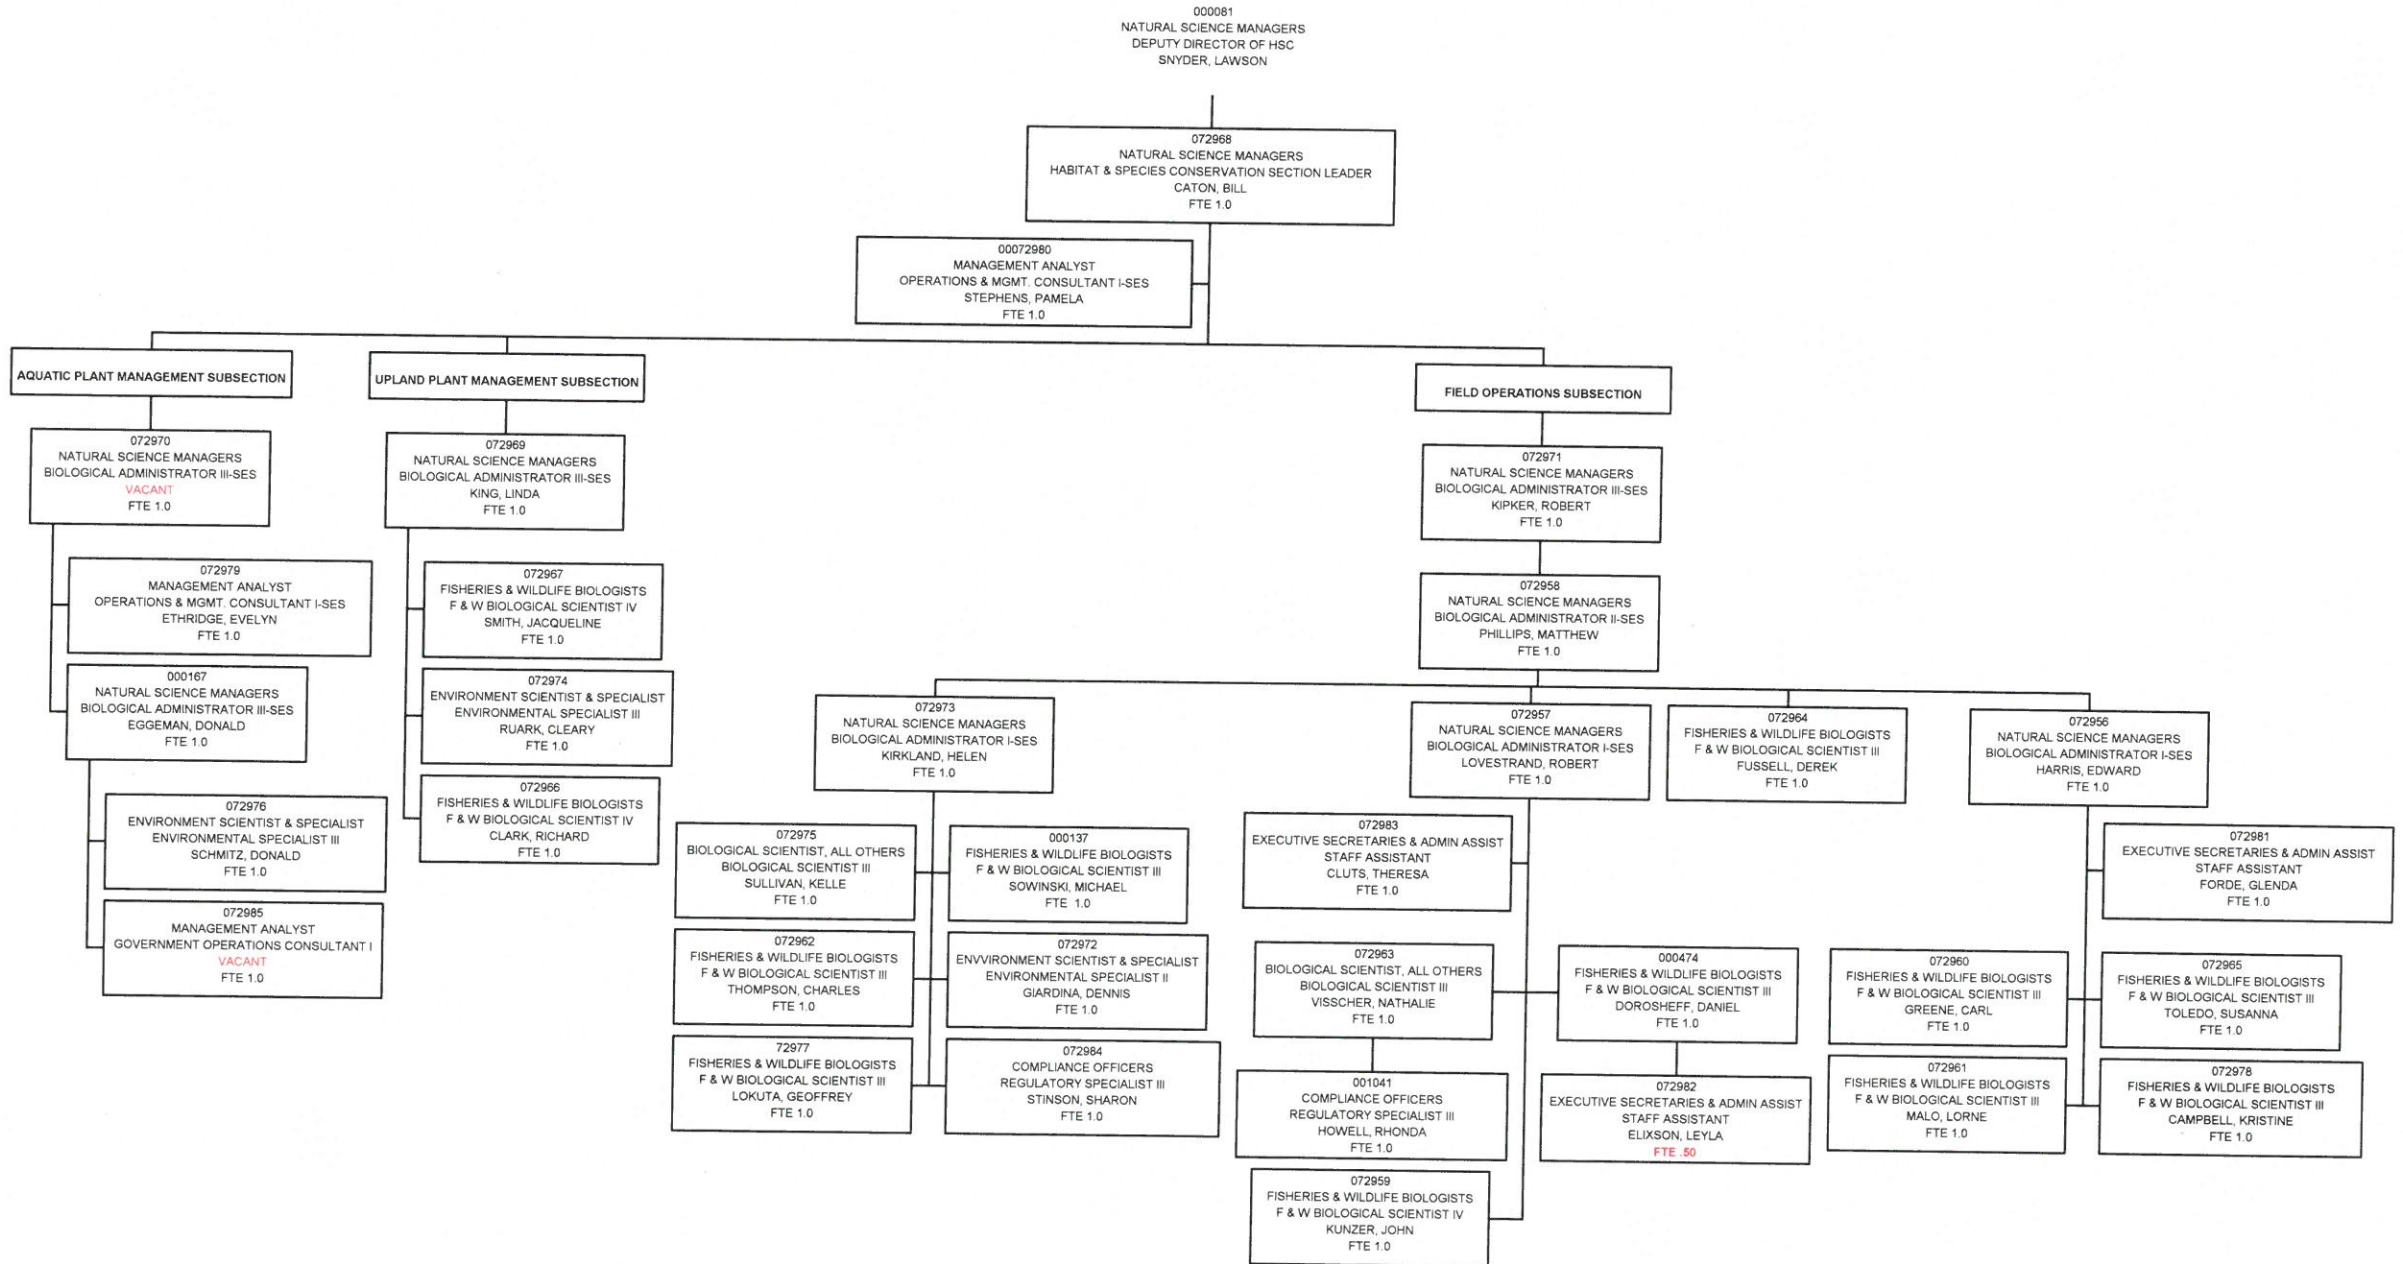 000081
NATURAL SCIENCE MANAGERS
DEPUTY DIRECTOR OF HSC
SNYDER, LAWSON
072968
NATURAL SCIENCE MANAGERS
HABITAT & SPECIES CONSERVATION SECTION LEADER
CATON, BILL
FTE 1.0
00072980
MANAGEMENT ANALYST
OPERATIONS & MGMT. CONSULTANT I-SES
STEPHENS, PAMELA
FTE 1.0
AQUATIC PLANT MANAGEMENT SUBSECTION
072970
NATURAL SCIENCE MANAGERS
BIOLOGICAL ADMINISTRATOR III-SES
VACANT
FTE 1.0
072979
MANAGEMENT ANALYST
OPERATIONS & MGMT. CONSULTANT I-SES
ETHRIDGE, EVELYN
FTE 1.0
000167
NATURAL SCIENCE MANAGERS
BIOLOGICAL ADMINISTRATOR III-SES
EGGEMAN, DONALD
FTE 1.0
072976
ENVIRONMENT SCIENTIST & SPECIALIST
ENVIRONMENTAL SPECIALIST III
SCHMITZ, DONALD
FTE 1.0
072985
MANAGEMENT ANALYST
GOVERNMENT OPERATIONS CONSULTANT I
VACANT
FTE 1.0
UPLAND PLANT MANAGEMENT SUBSECTION
072969
NATURAL SCIENCE MANAGERS
BIOLOGICAL ADMINISTRATOR III-SES
KING, LINDA
FTE 1.0
072967
FISHERIES & WILDLIFE BIOLOGISTS
F & W BIOLOGICAL SCIENTIST IV
SMITH, JACQUELINE
FTE 1.0
072974
ENVIRONMENT SCIENTIST & SPECIALIST
ENVIRONMENTAL SPECIALIST III
RUARK, CLEARY
FTE 1.0
072966
FISHERIES & WILDLIFE BIOLOGISTS
F & W BIOLOGICAL SCIENTIST IV
CLARK, RICHARD
FTE 1.0
FIELD OPERATIONS SUBSECTION
072971
NATURAL SCIENCE MANAGERS
BIOLOGICAL ADMINISTRATOR III-SES
KIPKER, ROBERT
FTE 1.0
072958
NATURAL SCIENCE MANAGERS
BIOLOGICAL ADMINISTRATOR II-SES
PHILLIPS, MATTHEW
FTE 1.0
072973
NATURAL SCIENCE MANAGERS
BIOLOGICAL ADMINISTRATOR I-SES
KIRKLAND, HELEN
FTE 1.0
072975
BIOLOGICAL SCIENTIST, ALL OTHERS
BIOLOGICAL SCIENTIST III
SULLIVAN, KELLE
FTE 1.0
000137
FISHERIES & WILDLIFE BIOLOGISTS
F & W BIOLOGICAL SCIENTIST III
SOWINSKI, MICHAEL
FTE 1.0
072962
FISHERIES & WILDLIFE BIOLOGISTS
F & W BIOLOGICAL SCIENTIST III
THOMPSON, CHARLES
FTE 1.0
072972
ENVVIRONMENT SCIENTIST & SPECIALIST
ENVIRONMENTAL SPECIALIST II
GIARDINA, DENNIS
FTE 1.0
72977
FISHERIES & WILDLIFE BIOLOGISTS
F & W BIOLOGICAL SCIENTIST III
LOKUTA, GEOFFREY
FTE 1.0
072984
COMPLIANCE OFFICERS
REGULATORY SPECIALIST III
STINSON, SHARON
FTE 1.0
072957
NATURAL SCIENCE MANAGERS
BIOLOGICAL ADMINISTRATOR I-SES
LOVESTRAND, ROBERT
FTE 1.0
072983
EXECUTIVE SECRETARIES & ADMIN ASSIST
STAFF ASSISTANT
CLUTS, THERESA
FTE 1.0
072963
BIOLOGICAL SCIENTIST, ALL OTHERS
BIOLOGICAL SCIENTIST III
VISSCHER, NATHALIE
FTE 1.0
000474
FISHERIES & WILDLIFE BIOLOGISTS
F & W BIOLOGICAL SCIENTIST III
DOROSHEFF, DANIEL
FTE 1.0
001041
COMPLIANCE OFFICERS
REGULATORY SPECIALIST III
HOWELL, RHONDA
FTE 1.0
072982
EXECUTIVE SECRETARIES & ADMIN ASSIST
STAFF ASSISTANT
ELIXSON, LEYLA
FTE .50
072959
FISHERIES & WILDLIFE BIOLOGISTS
F & W BIOLOGICAL SCIENTIST IV
KUNZER, JOHN
FTE 1.0
072964
FISHERIES & WILDLIFE BIOLOGISTS
F & W BIOLOGICAL SCIENTIST III
FUSSELL, DEREK
FTE 1.0
072956
NATURAL SCIENCE MANAGERS
BIOLOGICAL ADMINISTRATOR I-SES
HARRIS, EDWARD
FTE 1.0
072981
EXECUTIVE SECRETARIES & ADMIN ASSIST
STAFF ASSISTANT
FORDE, GLENDA
FTE 1.0
072960
FISHERIES & WILDLIFE BIOLOGISTS
F & W BIOLOGICAL SCIENTIST III
GREENE, CARL
FTE 1.0
072965
FISHERIES & WILDLIFE BIOLOGISTS
F & W BIOLOGICAL SCIENTIST III
TOLEDO, SUSANNA
FTE 1.0
072961
FISHERIES & WILDLIFE BIOLOGISTS
F & W BIOLOGICAL SCIENTIST III
MALO, LORNE
FTE 1.0
072978
FISHERIES & WILDLIFE BIOLOGISTS
F & W BIOLOGICAL SCIENTIST III
CAMPBELL, KRISTINE
FTE 1.0